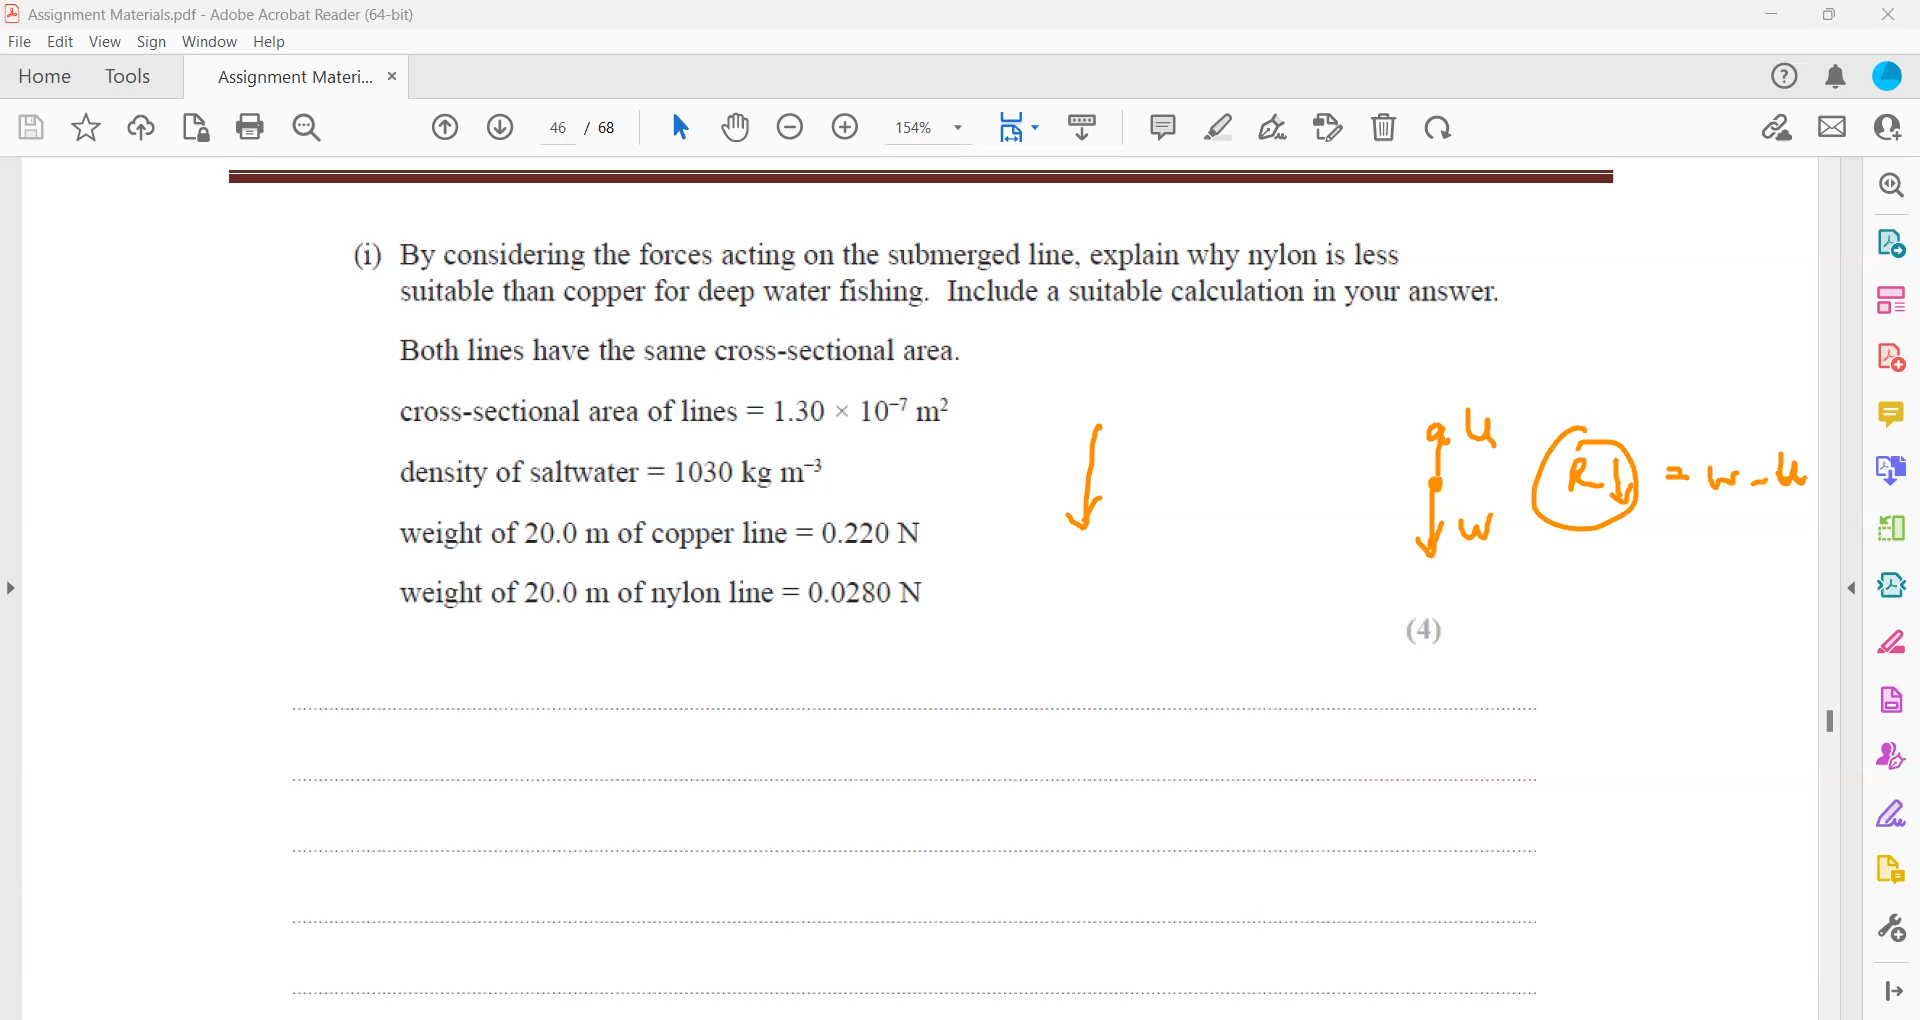 Assignment Materials.pdf - Adobe Acrobat Reader (64-bit)
File Edit View Sign Window Help
Home Tools Assignment Materi... ×
46 / 68 154%
(i) By considering the forces acting on the submerged line, explain why nylon is less
suitable than copper for deep water fishing. Include a suitable calculation in your answer.
Both lines have the same cross-sectional area.
cross-sectional area of lines = 1.30 × 10⁻⁷ m²
density of saltwater = 1030 kg m⁻³
weight of 20.0 m of copper line = 0.220 N
weight of 20.0 m of nylon line = 0.0280 N
(4)
U
W
R↓ = W - U